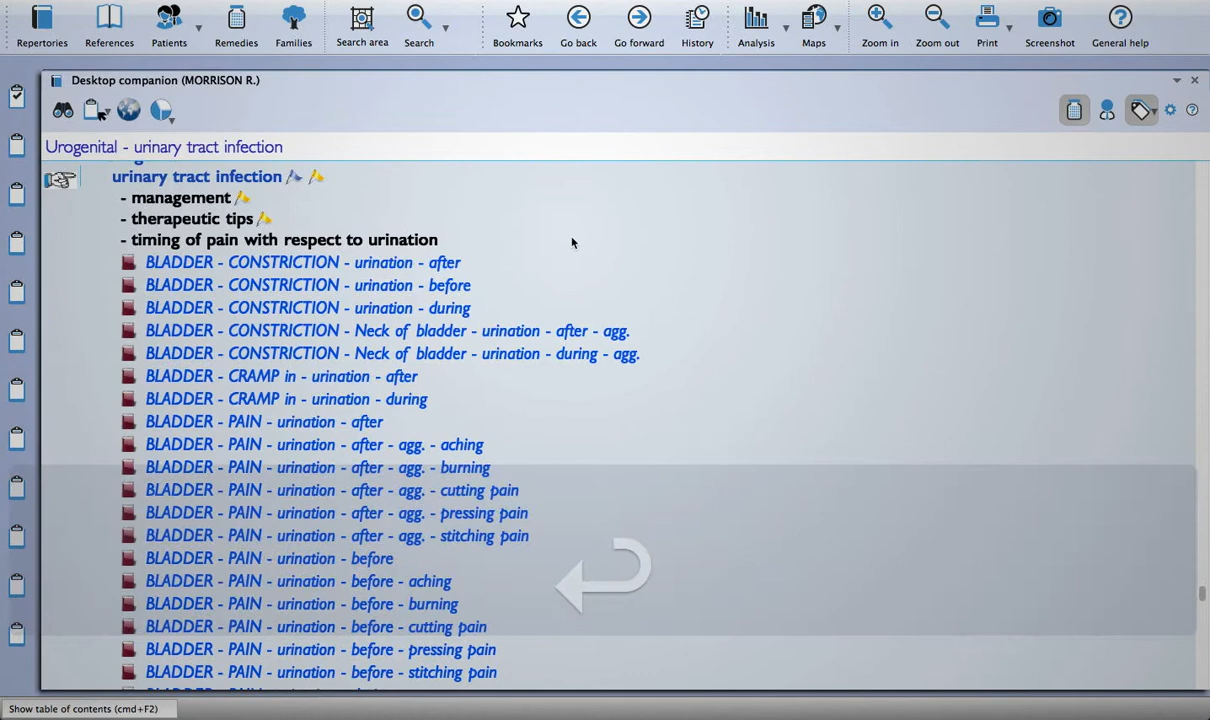 Repertories References Patients Remedies Families Search area Search Bookmarks Go back Go forward History Analysis Maps Zoom in Zoom out Print Screenshot General help
Desktop companion (MORRISON R.)
Urogenital - urinary tract infection
urinary tract infection
- management
- therapeutic tips
- timing of pain with respect to urination
BLADDER - CONSTRICTION - urination - after
BLADDER - CONSTRICTION - urination - before
BLADDER - CONSTRICTION - urination - during
BLADDER - CONSTRICTION - Neck of bladder - urination - after - agg.
BLADDER - CONSTRICTION - Neck of bladder - urination - during - agg.
BLADDER - CRAMP in - urination - after
BLADDER - CRAMP in - urination - during
BLADDER - PAIN - urination - after
BLADDER - PAIN - urination - after - agg. - aching
BLADDER - PAIN - urination - after - agg. - burning
BLADDER - PAIN - urination - after - agg. - cutting pain
BLADDER - PAIN - urination - after - agg. - pressing pain
BLADDER - PAIN - urination - after - agg. - stitching pain
BLADDER - PAIN - urination - before
BLADDER - PAIN - urination - before - aching
BLADDER - PAIN - urination - before - burning
BLADDER - PAIN - urination - before - cutting pain
BLADDER - PAIN - urination - before - pressing pain
BLADDER - PAIN - urination - before - stitching pain
Show table of contents (cmd+F2)